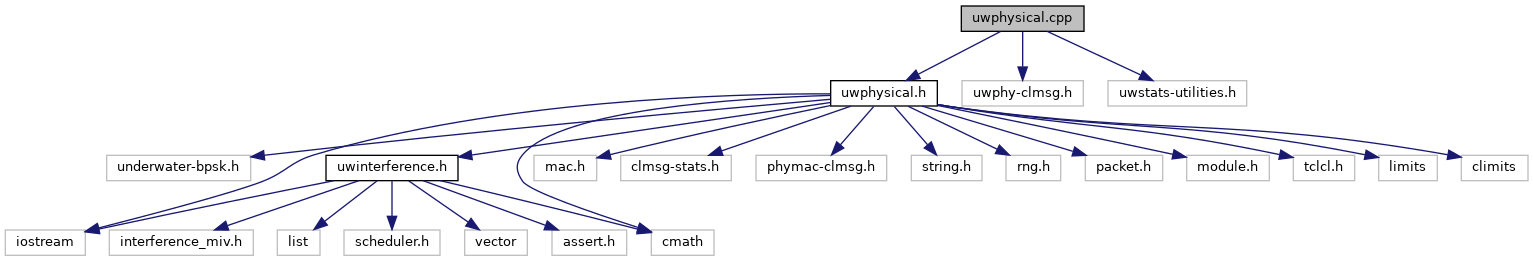 uwphysical.cpp
uwphysical.h
uwphy-clmsg.h
uwstats-utilities.h
underwater-bpsk.h
uwinterference.h
mac.h
clmsg-stats.h
phymac-clmsg.h
string.h
rng.h
packet.h
module.h
tclcl.h
limits
climits
iostream
interference_miv.h
list
scheduler.h
vector
assert.h
cmath